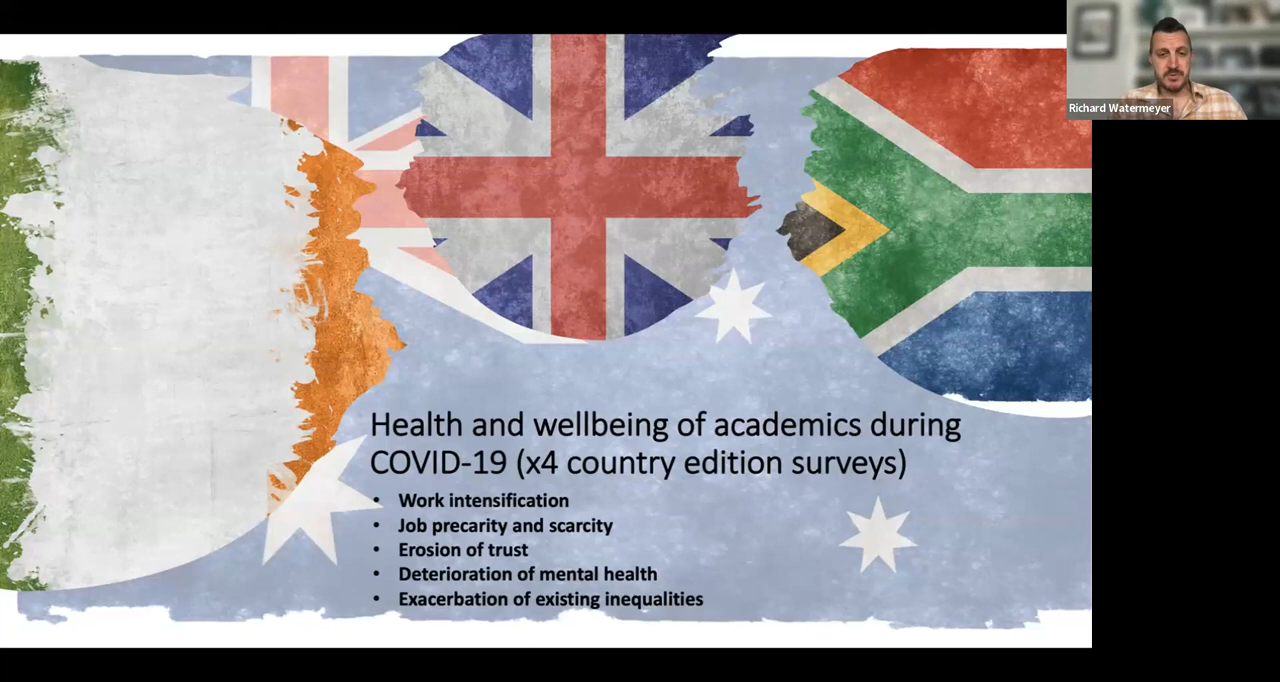 Richard Watermeyer
Health and wellbeing of academics during
COVID-19 (x4 country edition surveys)
• Work intensification
• Job precarity and scarcity
• Erosion of trust
• Deterioration of mental health
• Exacerbation of existing inequalities